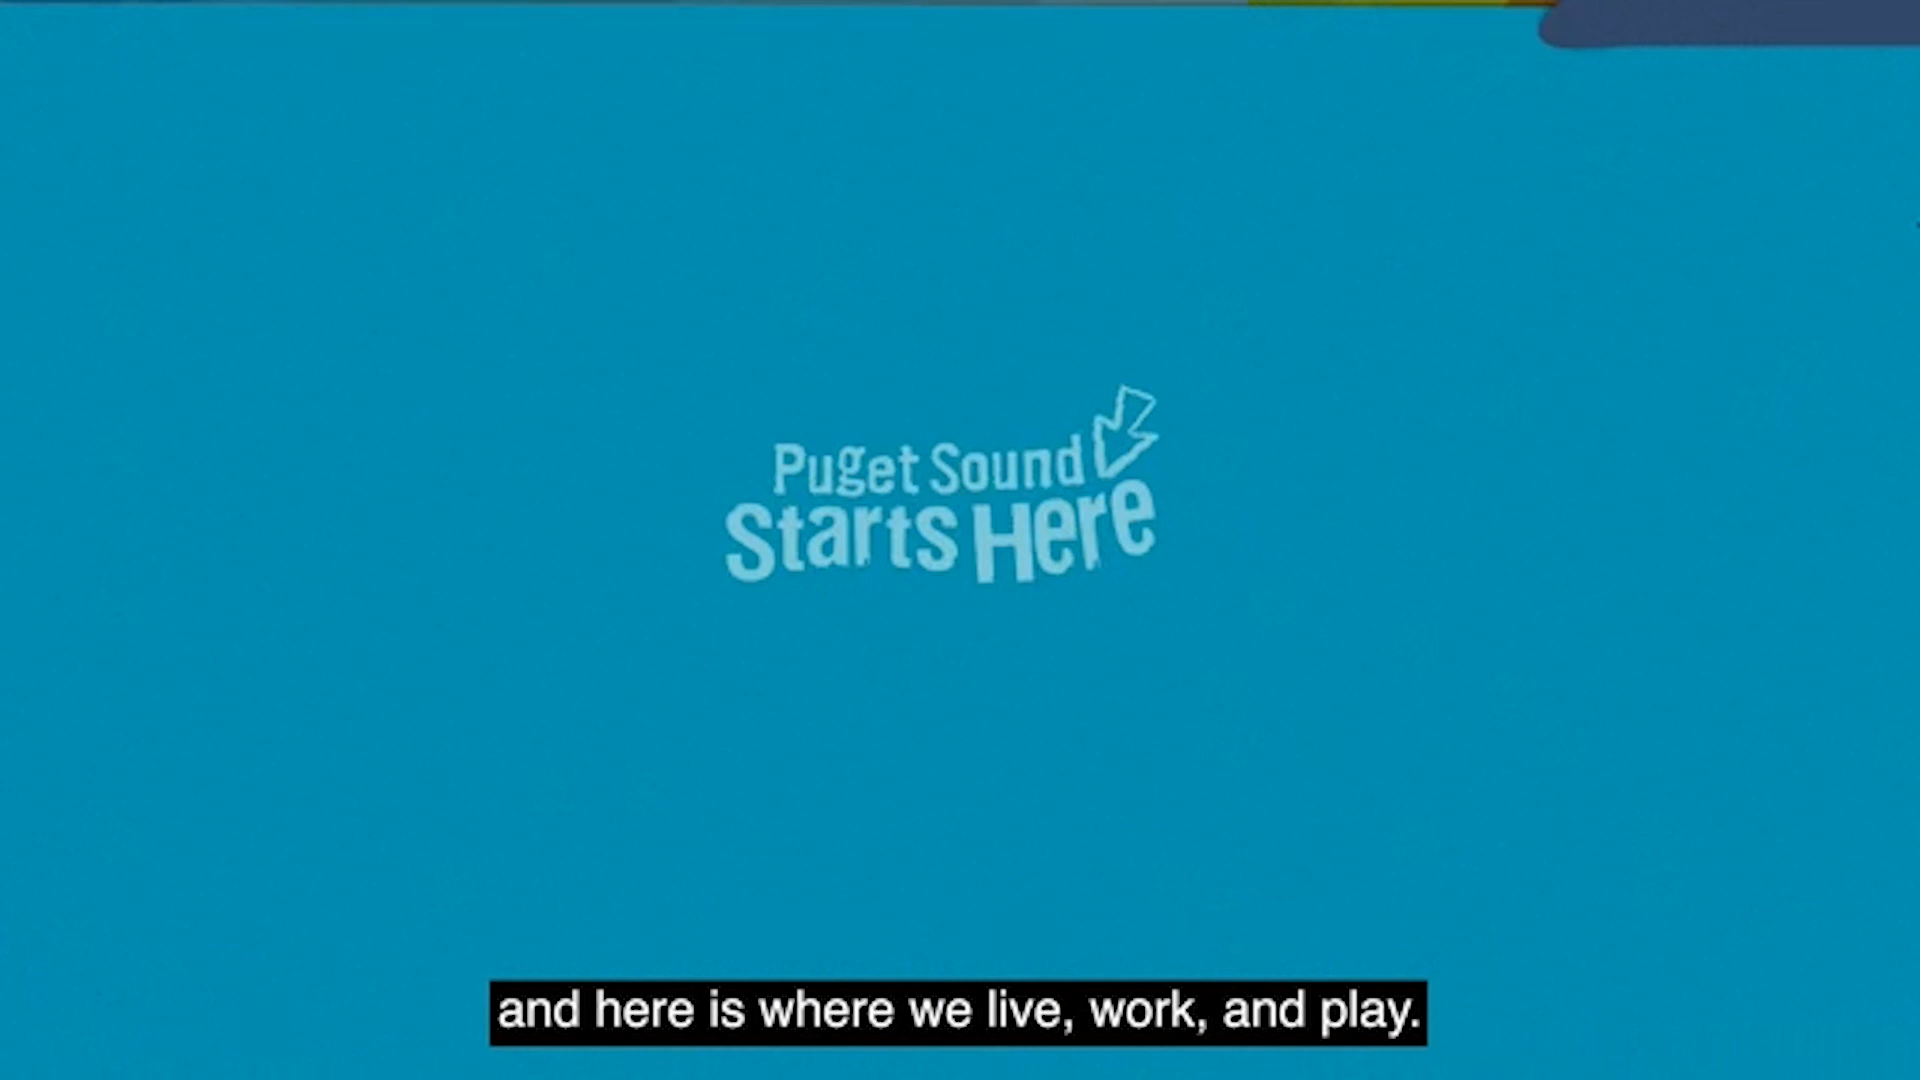 Puget Sound
Starts Here
and here is where we live, work, and play.